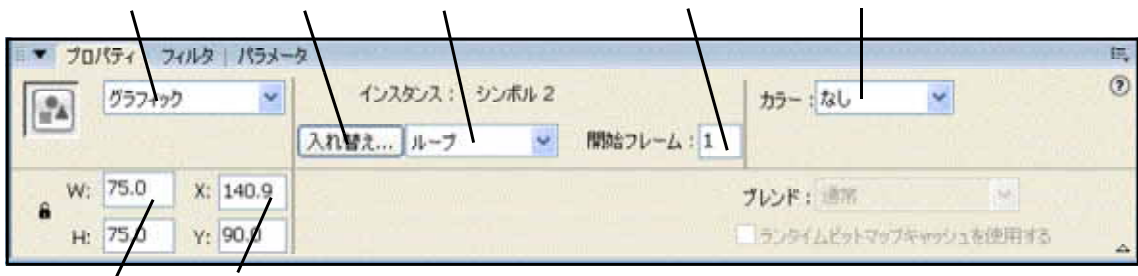 プロパティ フィルタ パラメータ
グラフィック インスタンス : シンボル 2 カラー : なし
入れ替え... ループ 開始フレーム : 1
W: 75.0 X: 140.9 ブレンド : 通常
H: 75.0 Y: 90.0 ランタイムビットマップキャッシュを使用する